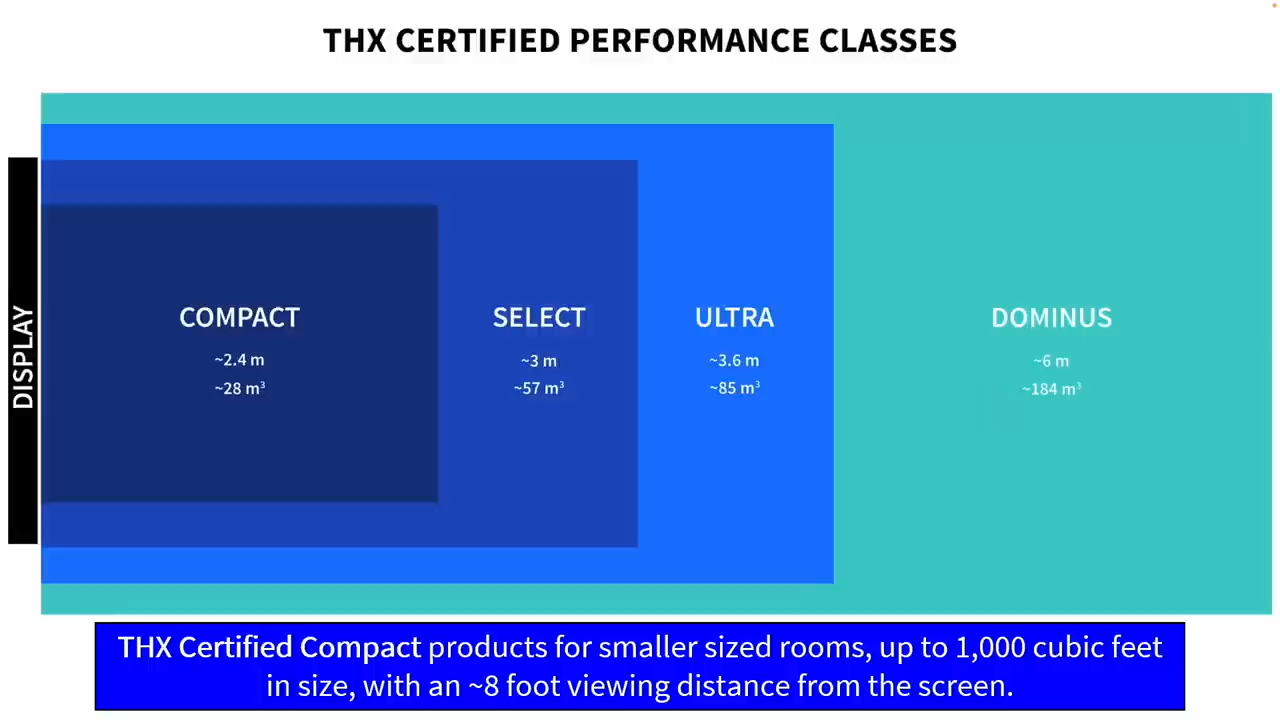 THX CERTIFIED PERFORMANCE CLASSES
DISPLAY
COMPACT
~2.4 m
~28 m³
SELECT
~3 m
~57 m³
ULTRA
~3.6 m
~85 m³
DOMINUS
~6 m
~184 m³
THX Certified Compact products for smaller sized rooms, up to 1,000 cubic feet
in size, with an ~8 foot viewing distance from the screen.